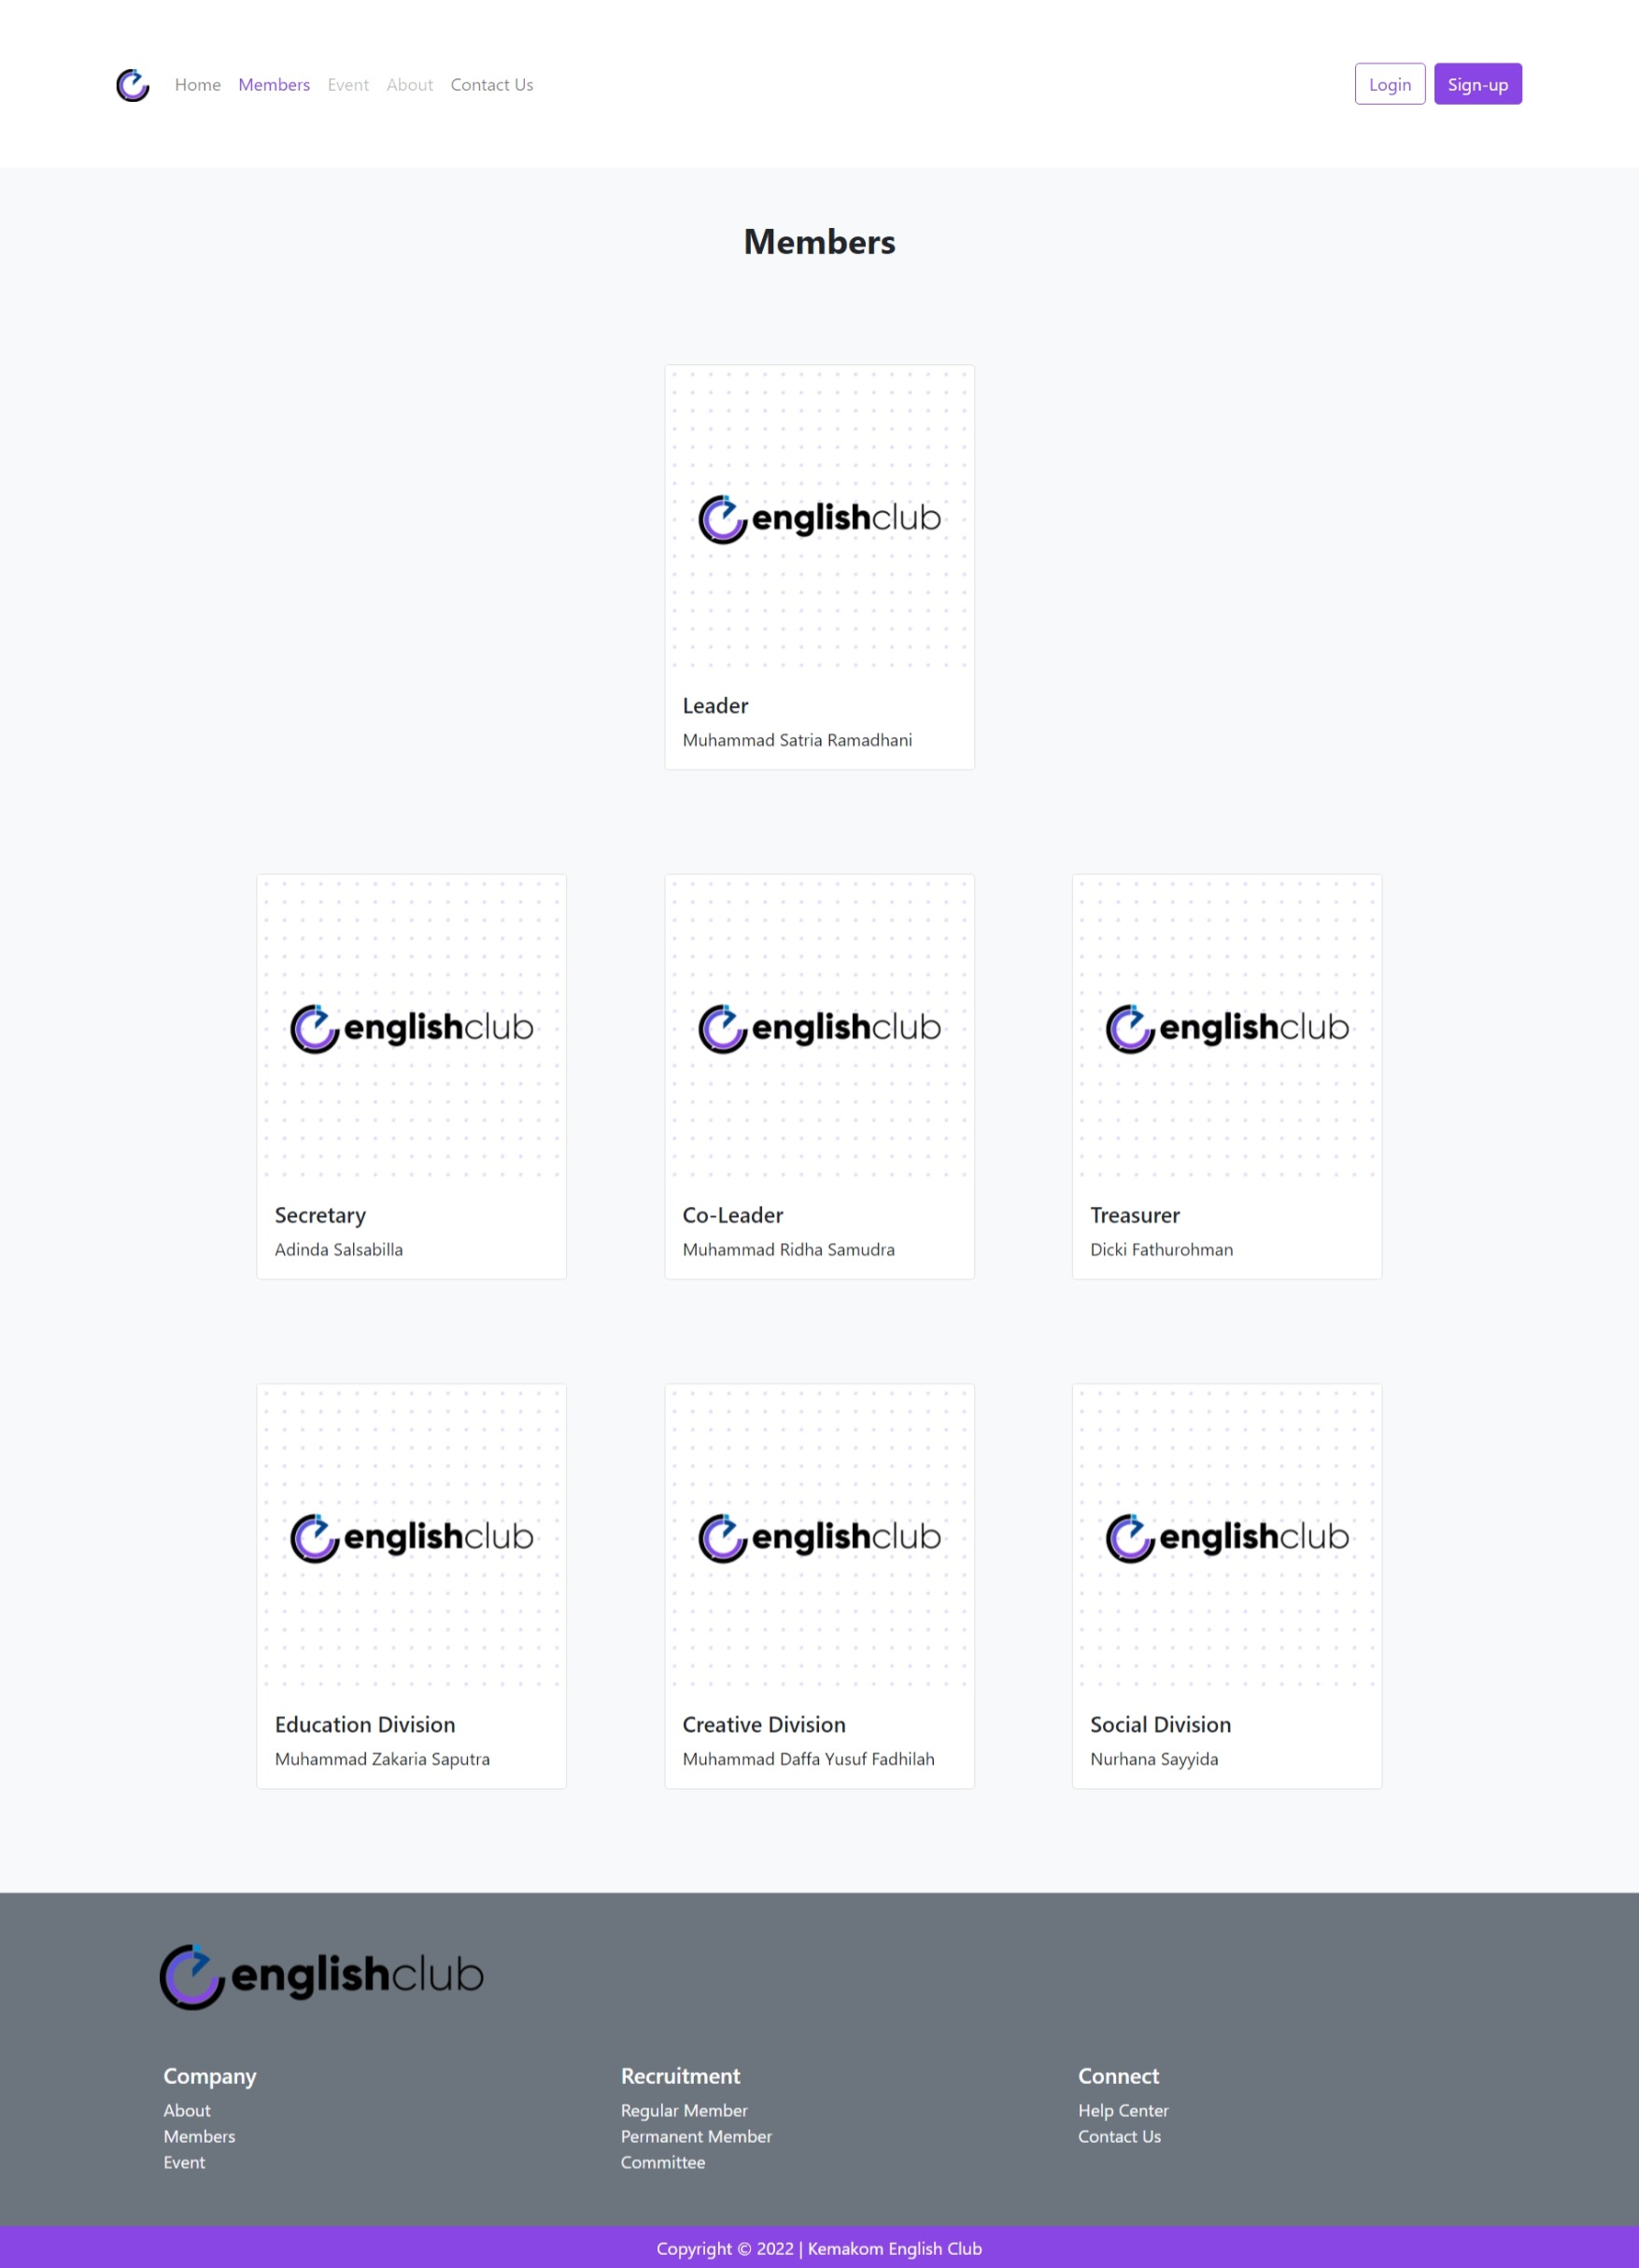 Home Members Event About Contact Us Login Sign-up
Members
englishclub
Leader
Muhammad Satria Ramadhani
englishclub
Secretary
Adinda Salsabilla
englishclub
Co-Leader
Muhammad Ridha Samudra
englishclub
Treasurer
Dicki Fathurohman
englishclub
Education Division
Muhammad Zakaria Saputra
englishclub
Creative Division
Muhammad Daffa Yusuf Fadhilah
englishclub
Social Division
Nurhana Sayyida
englishclub
Company
About
Members
Event
Recruitment
Regular Member
Permanent Member
Committee
Connect
Help Center
Contact Us
Copyright © 2022 | Kemakom English Club